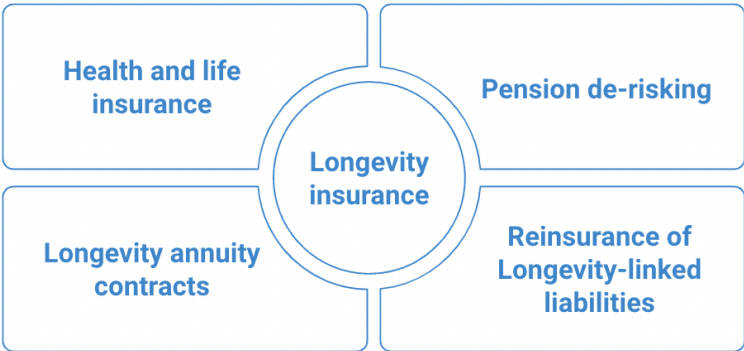 Health and life
insurance
Pension de-risking
Longevity
insurance
Longevity annuity
contracts
Reinsurance of
Longevity-linked
liabilities